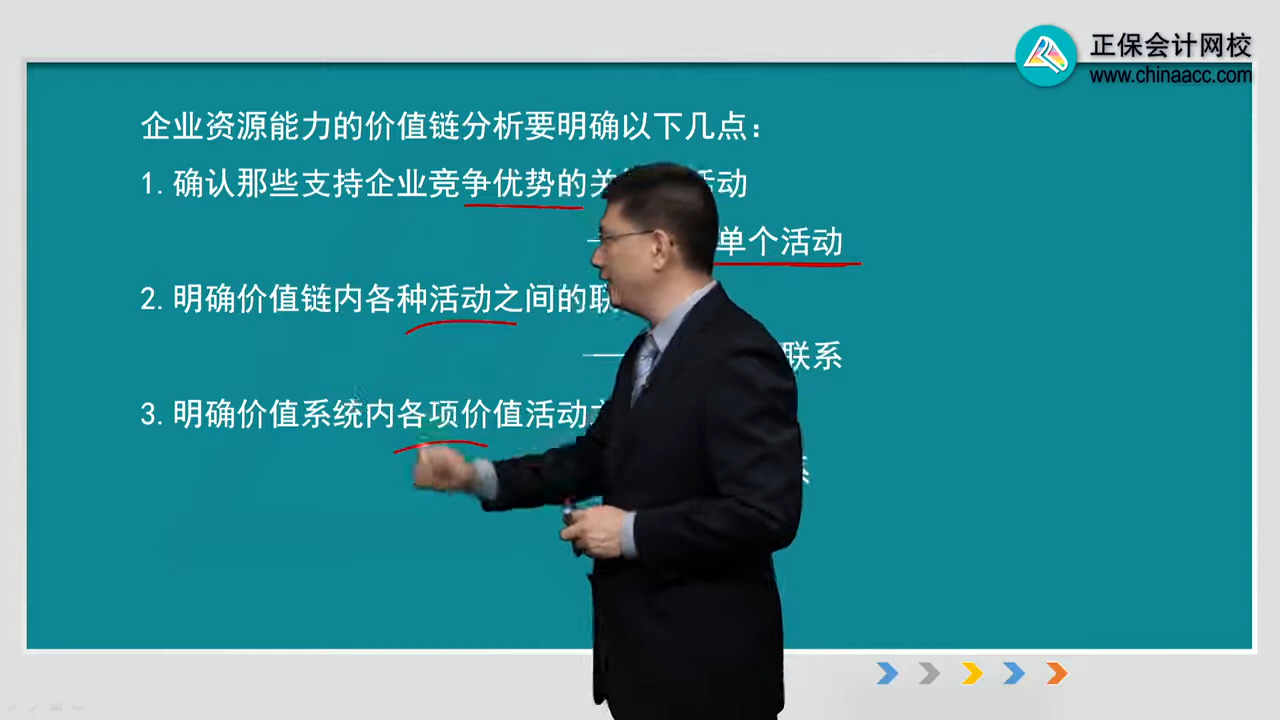 正保会计网校
www.chinaacc.com
企业资源能力的价值链分析要明确以下几点：
1.确认那些支持企业竞争优势的关 活动
单个活动
2.明确价值链内各种活动之间的联
联系
3.明确价值系统内各项价值活动之
系